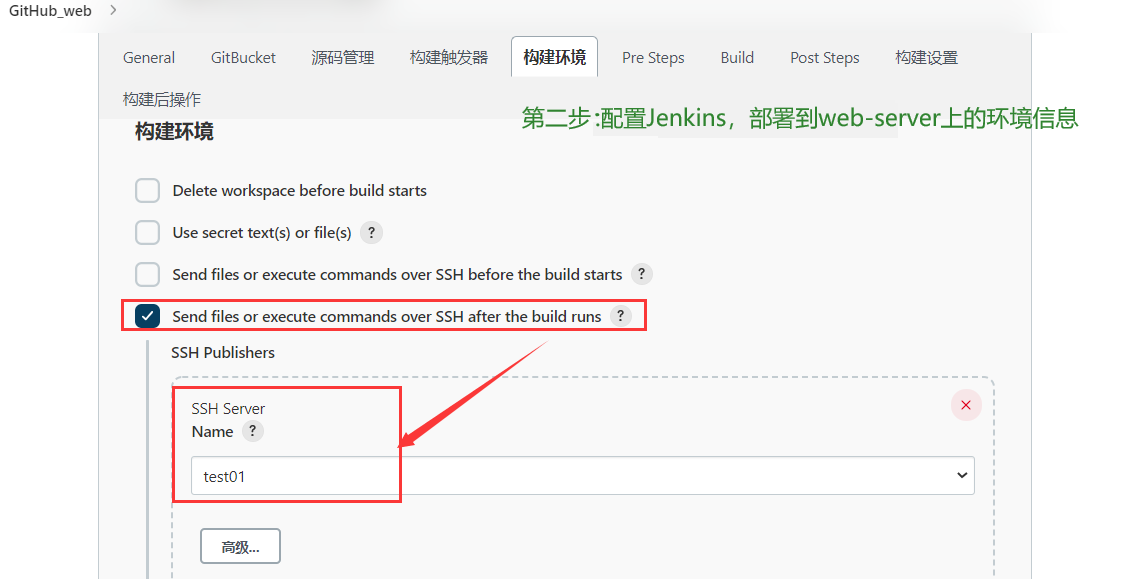 GitHub_web
General GitBucket 源码管理 构建触发器 构建环境 Pre Steps Build Post Steps 构建设置
构建后操作
第二步:配置Jenkins，部署到web-server上的环境信息
构建环境
Delete workspace before build starts
Use secret text(s) or file(s) ?
Send files or execute commands over SSH before the build starts ?
Send files or execute commands over SSH after the build runs ?
SSH Publishers
SSH Server
Name ?
test01
高级...